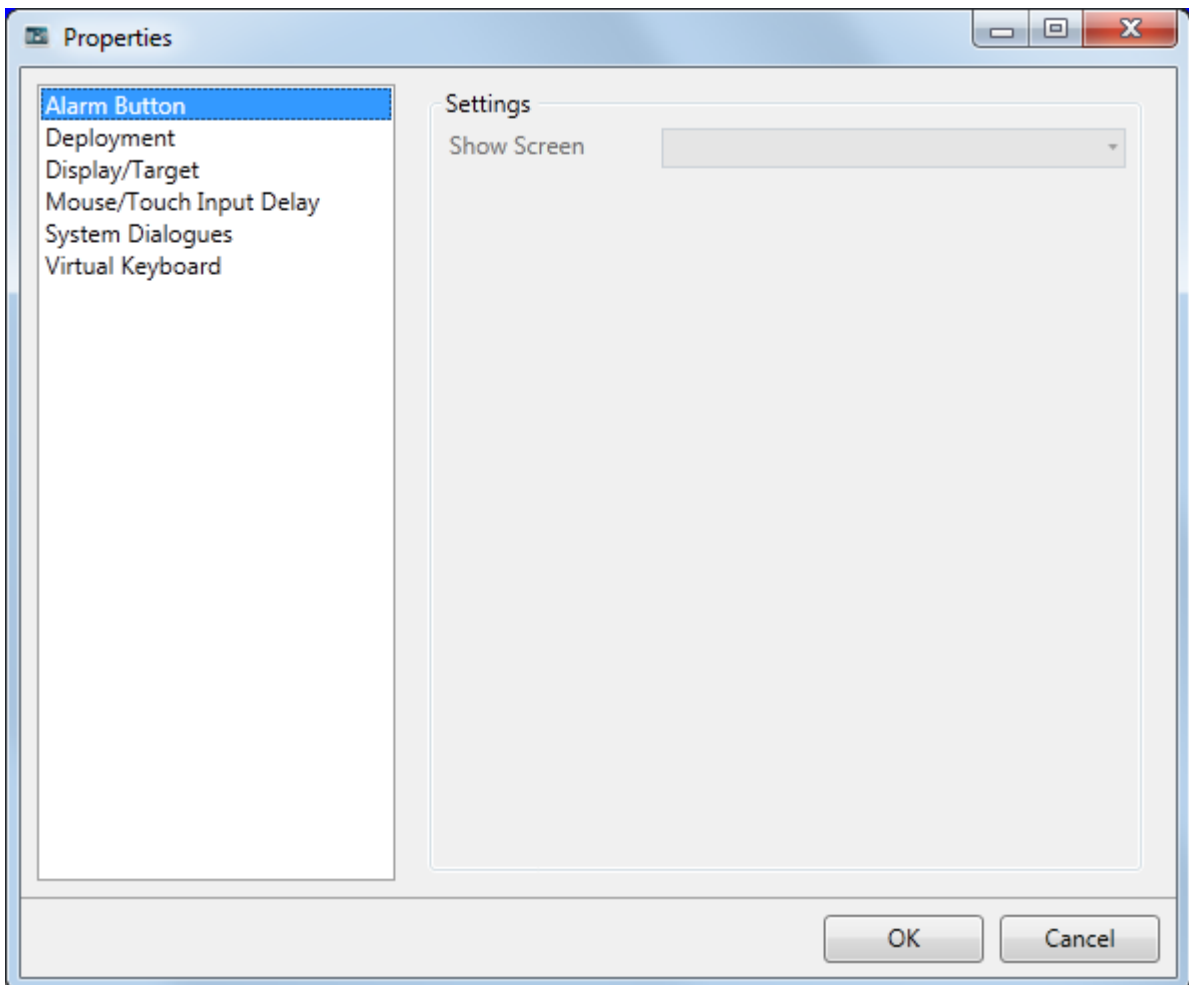 Properties
Alarm Button
Deployment
Display/Target
Mouse/Touch Input Delay
System Dialogues
Virtual Keyboard
Settings
Show Screen
OK
Cancel